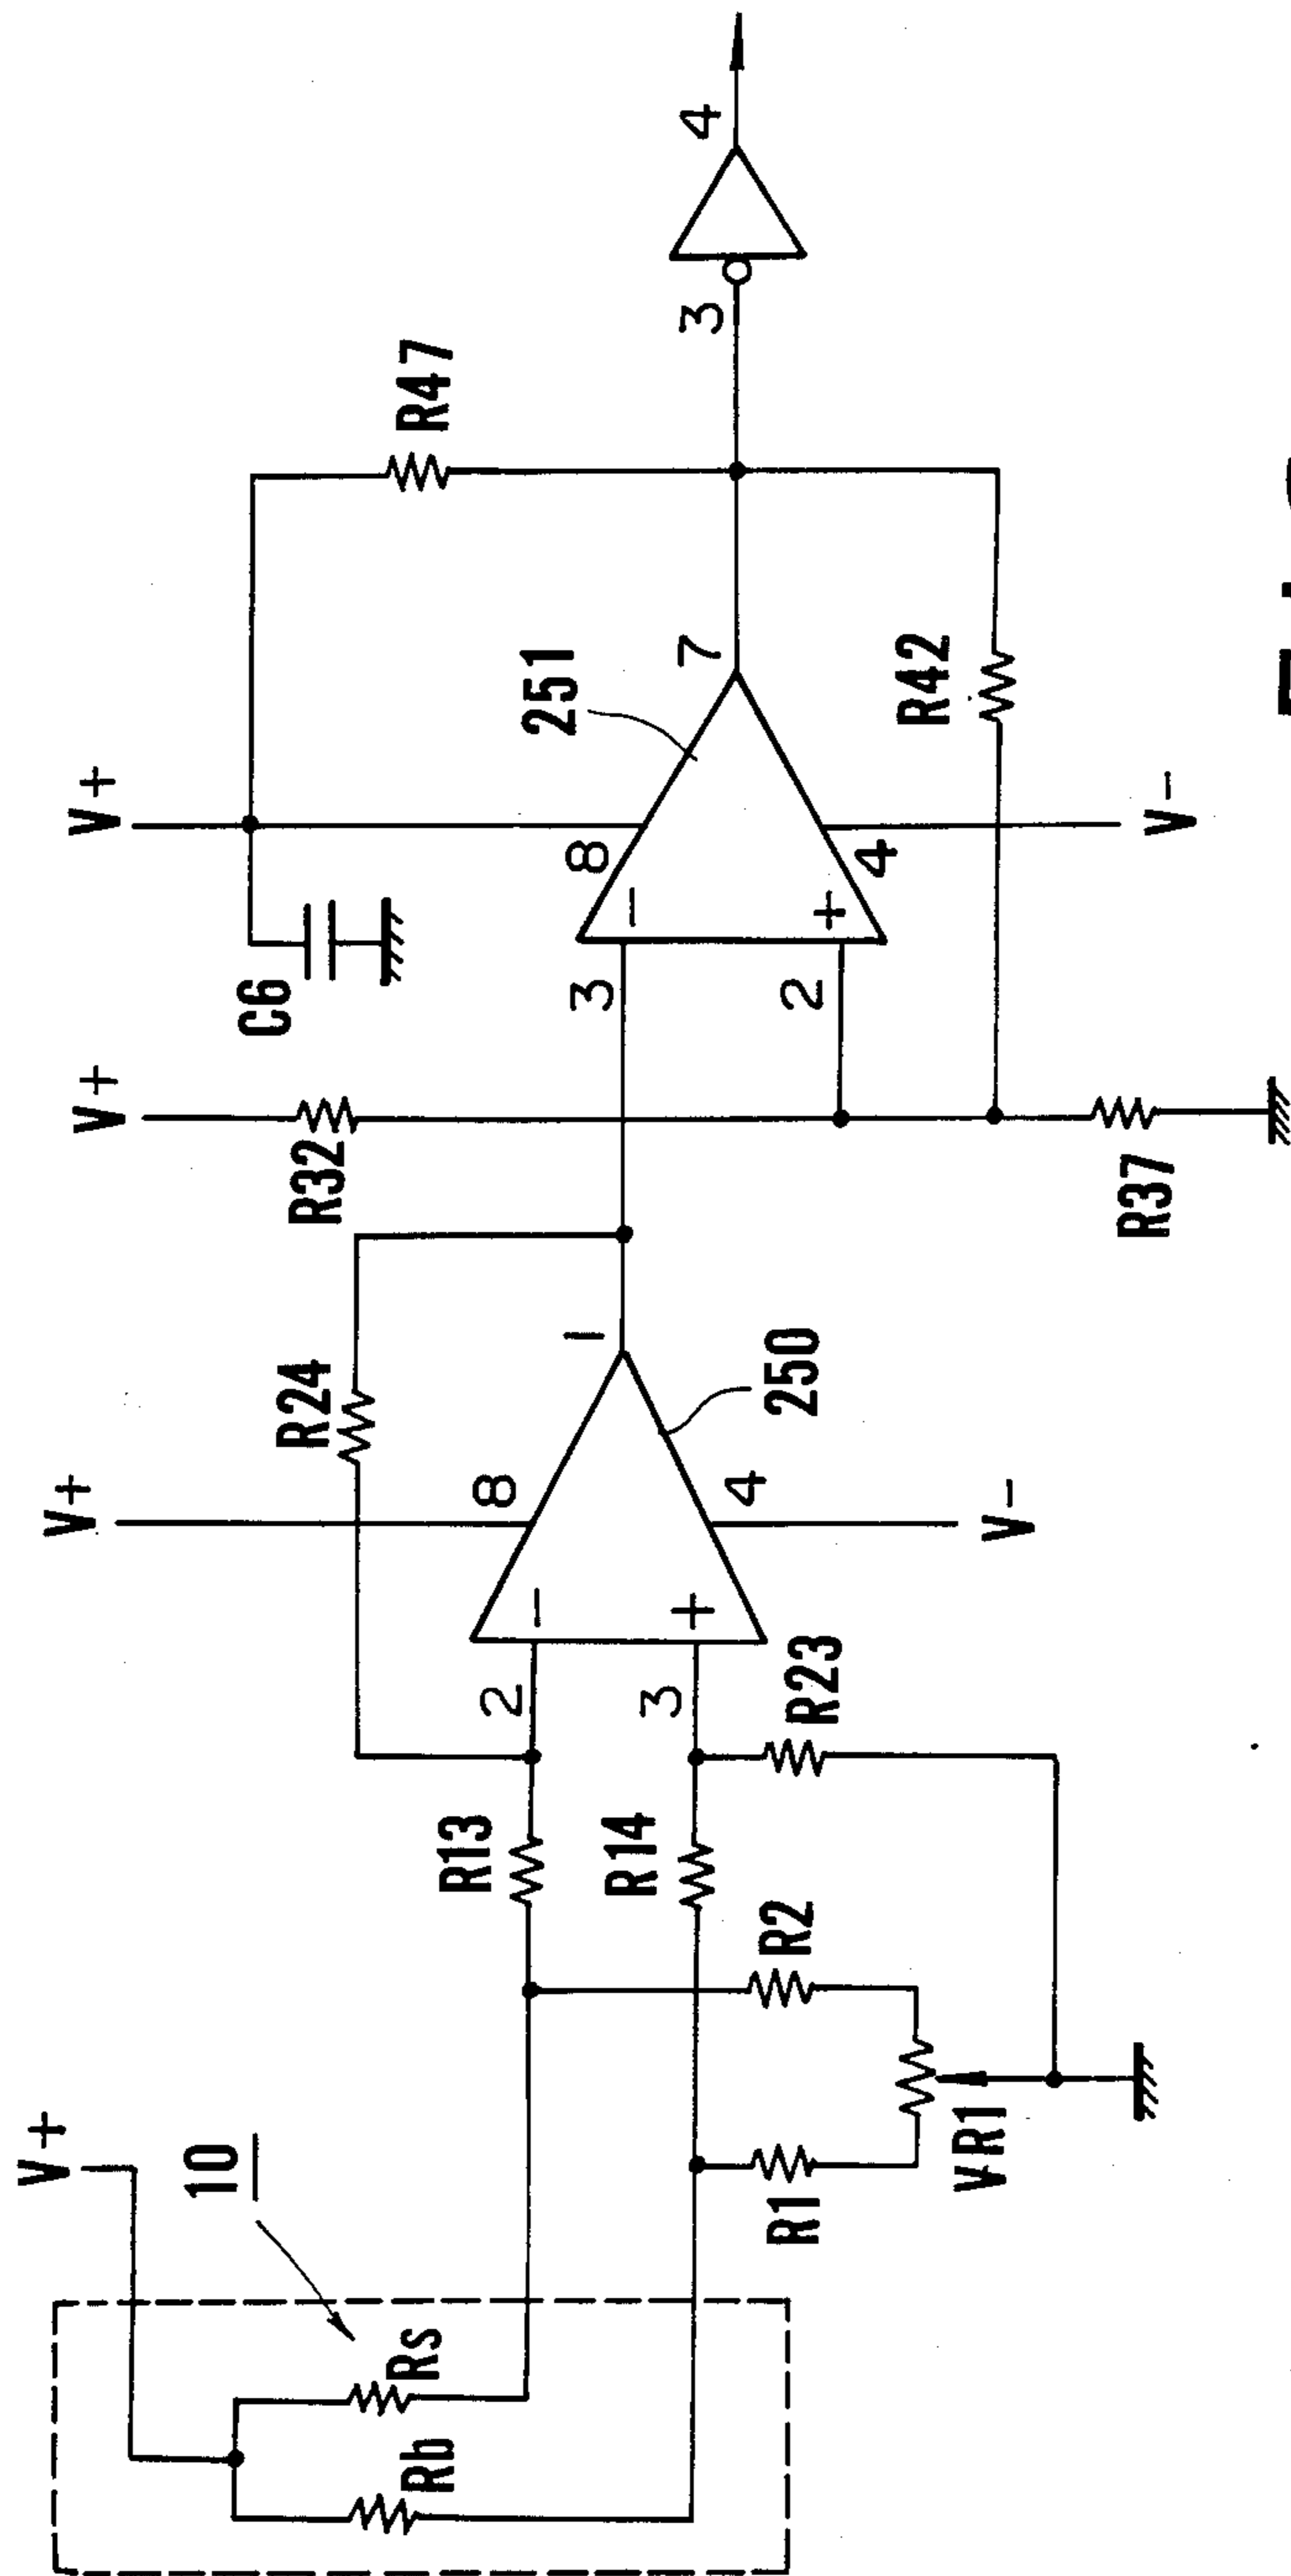 V+
10
Rs
Rb
R1
VR1
R2
R13
R14
2
3
R23
−
+
V+
8
R24
4
V-
250
1
V+
R32
R37
C6
V+
3
2
8
−
+
4
V-
251
7
R42
R47
3
4